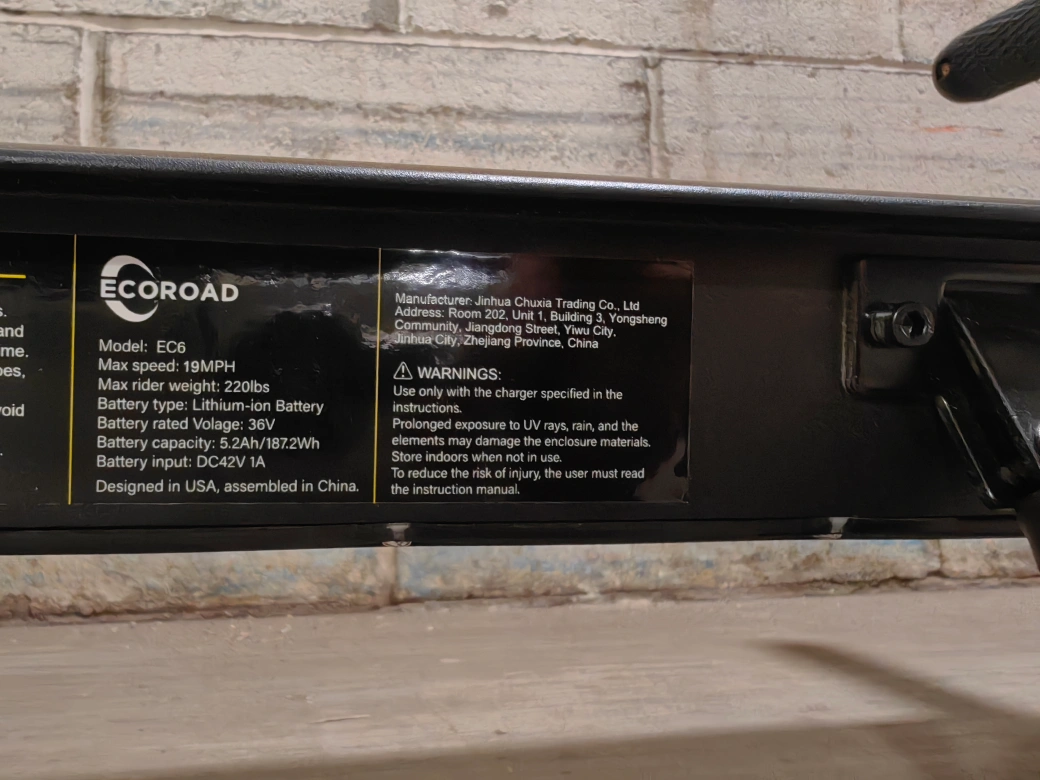 s.
and
me.
pes,
void
ECOROAD
Model: EC6
Max speed: 19MPH
Max rider weight: 220lbs
Battery type: Lithium-ion Battery
Battery rated Volage: 36V
Battery capacity: 5.2Ah/187.2Wh
Battery input: DC42V 1A
Designed in USA, assembled in China.
Manufacturer: Jinhua Chuxia Trading Co., Ltd
Address: Room 202, Unit 1, Building 3, Yongsheng
Community, Jiangdong Street, Yiwu City,
Jinhua City, Zhejiang Province, China
⚠ WARNINGS:
Use only with the charger specified in the
instructions.
Prolonged exposure to UV rays, rain, and the
elements may damage the enclosure materials.
Store indoors when not in use.
To reduce the risk of injury, the user must read
the instruction manual.